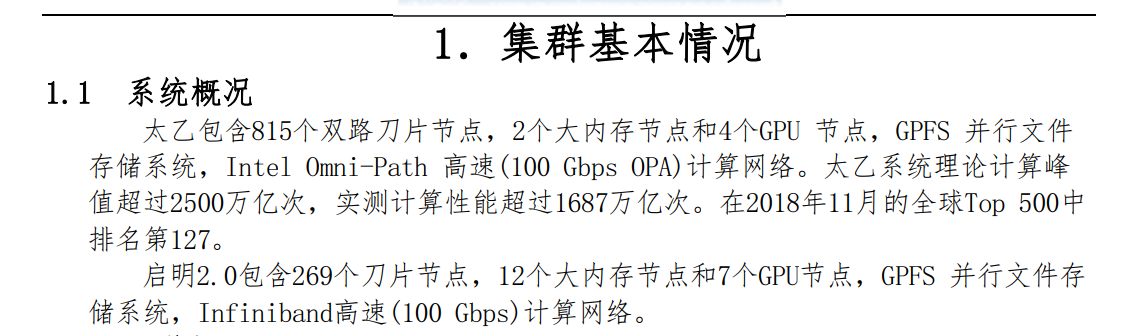 1. 集群基本情况
1.1 系统概况
太乙包含815个双路刀片节点，2个大内存节点和4个GPU 节点，GPFS 并行文件
存储系统，Intel Omni-Path 高速(100 Gbps OPA)计算网络。太乙系统理论计算峰
值超过2500万亿次，实测计算性能超过1687万亿次。在2018年11月的全球Top 500中
排名第127。
启明2.0包含269个刀片节点，12个大内存节点和7个GPU节点，GPFS 并行文件存
储系统，Infiniband高速(100 Gbps)计算网络。